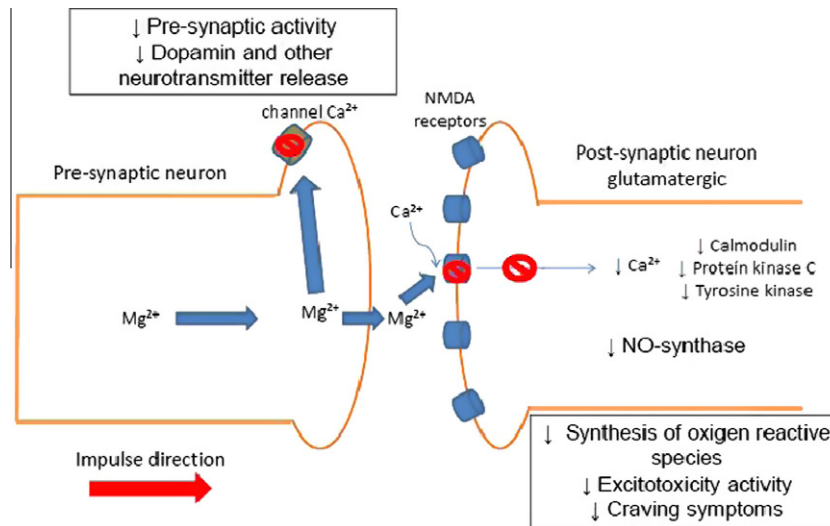 ↓ Pre-synaptic activity
↓ Dopamin and other
neurotmitter release
channel Ca²⁺
NMDA
receptors
Pre-synaptic neuron
Post-synaptic neuron
glutamatergic
Ca²⁺
↓ Ca²⁺
↓ Calmodulin
↓ Protein kinase C
↓ Tyrosine kinase
Mg²⁺
Mg²⁺
Mg²⁺
↓ NO-synthase
Impulse direction
↓ Synthesis of oxigen reactive
species
↓ Excitotoxicity activity
↓ Craving symptoms